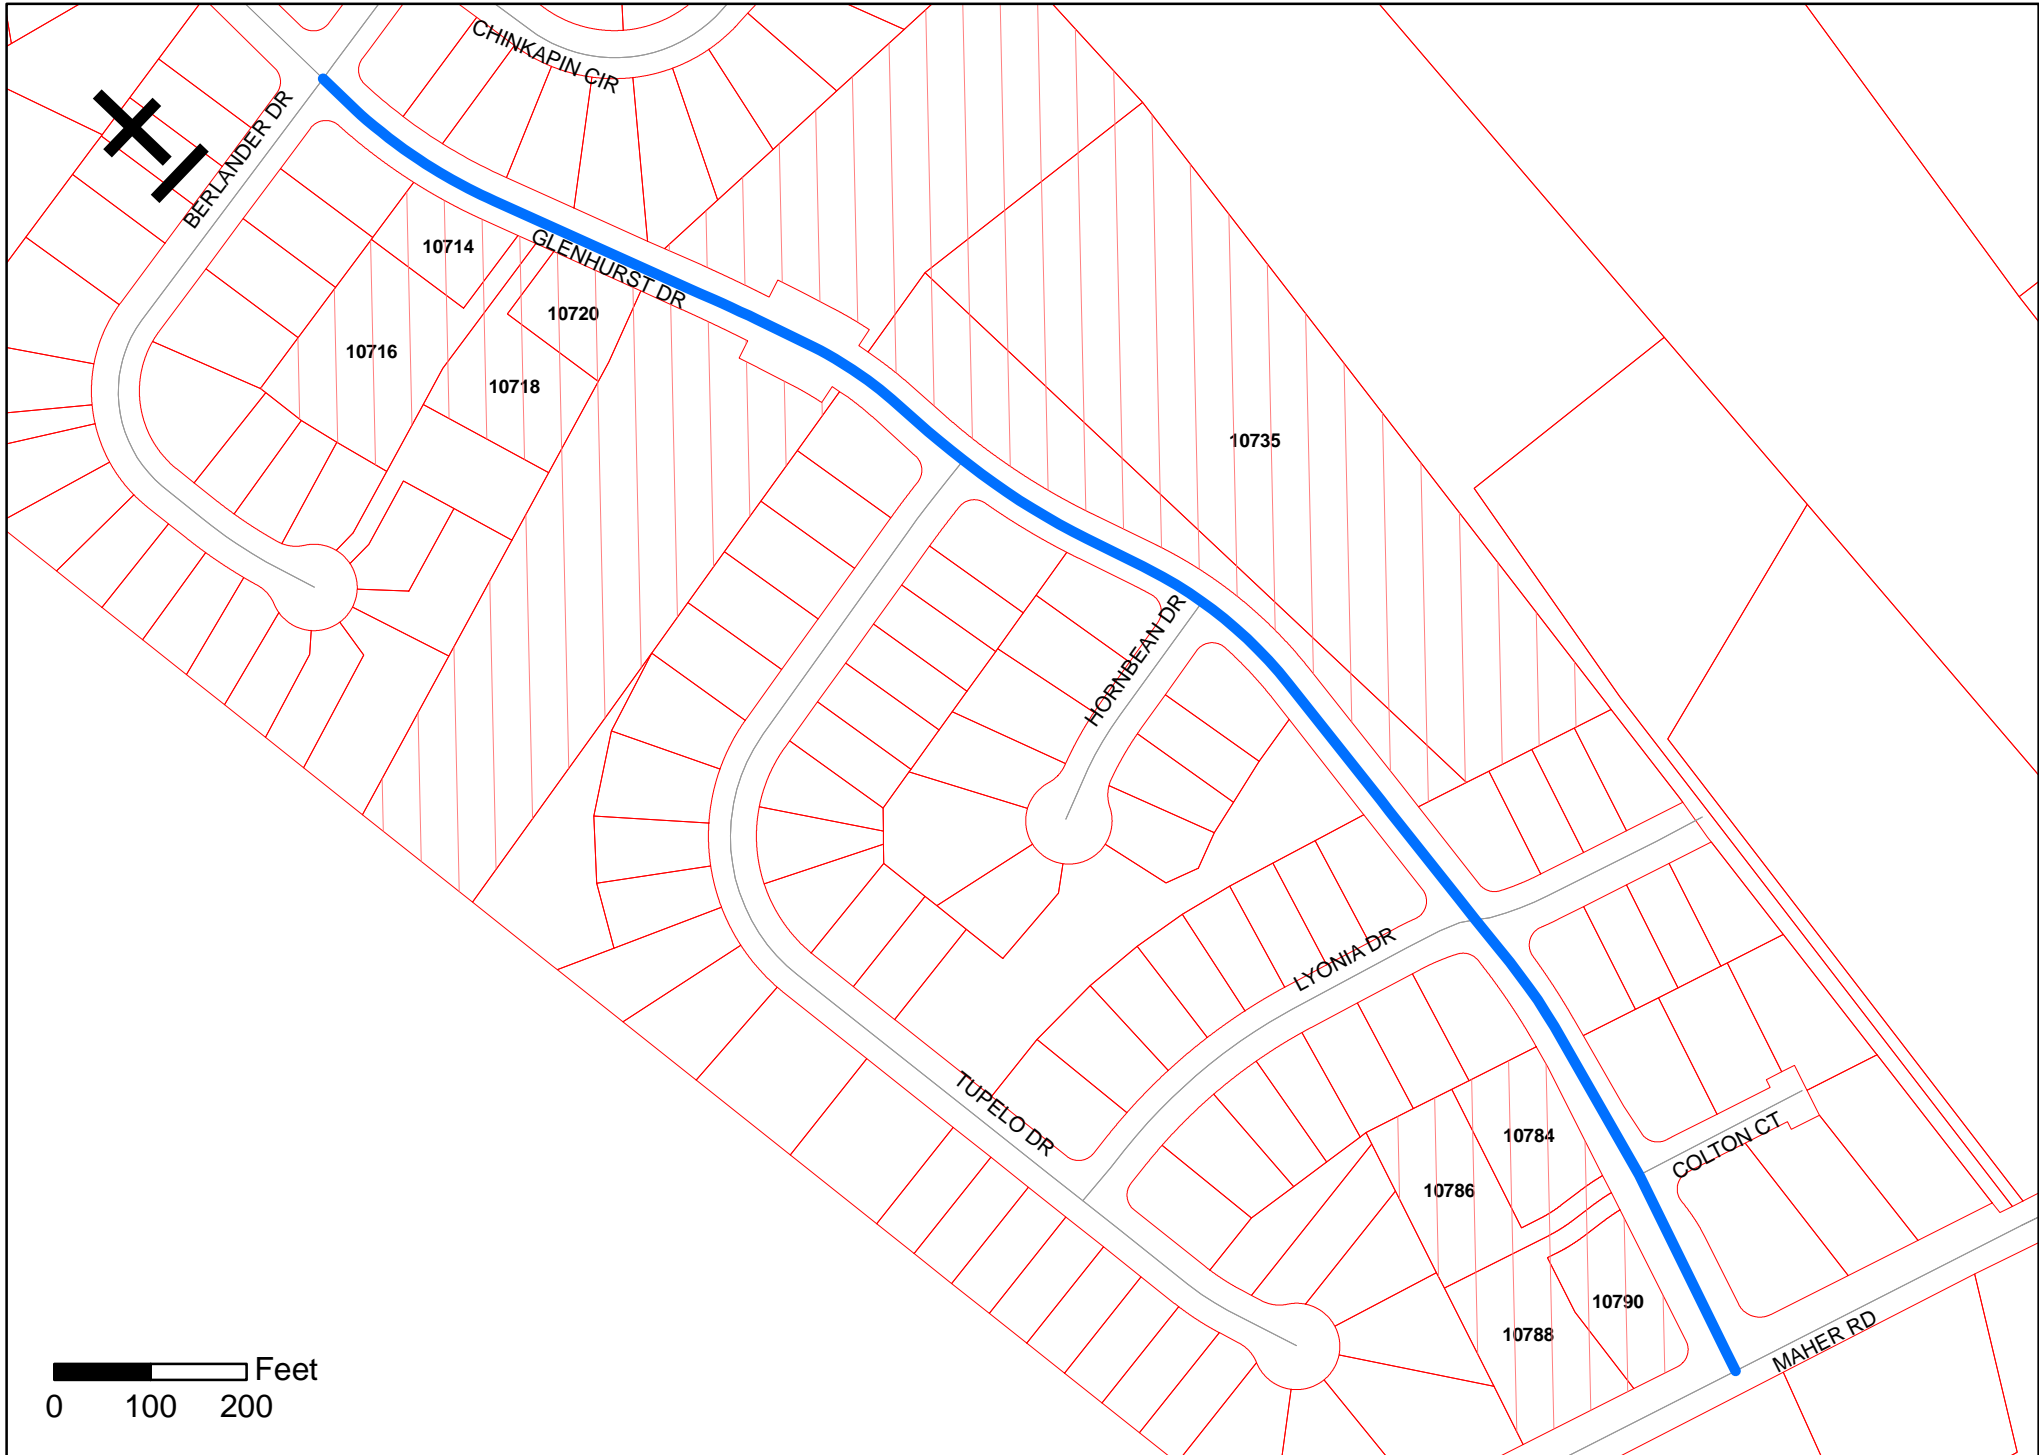 CHINKAPIN CIR
BERLANDER DR
10714
GLENHURST DR
10720
10716
10718
10735
HORNBEAN DR
LYONIA DR
TUPELO DR
10784
COLTON CT
10786
10790
10788
MAHER RD
Feet
0 100 200